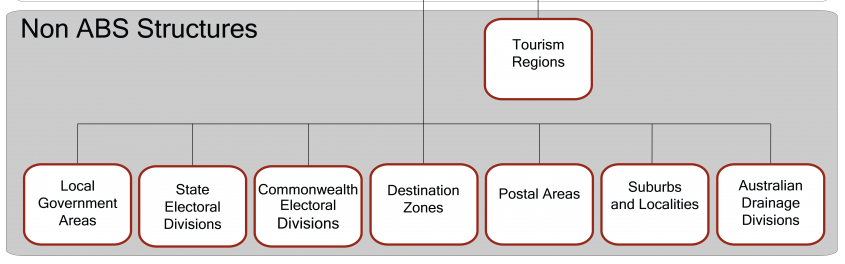 Non ABS Structures
Tourism
Regions
Local
Government
Areas
State
Electoral
Divisions
Commonwealth
Electoral
Divisions
Destination
Zones
Postal Areas
Suburbs
and Localities
Australian
Drainage
Divisions